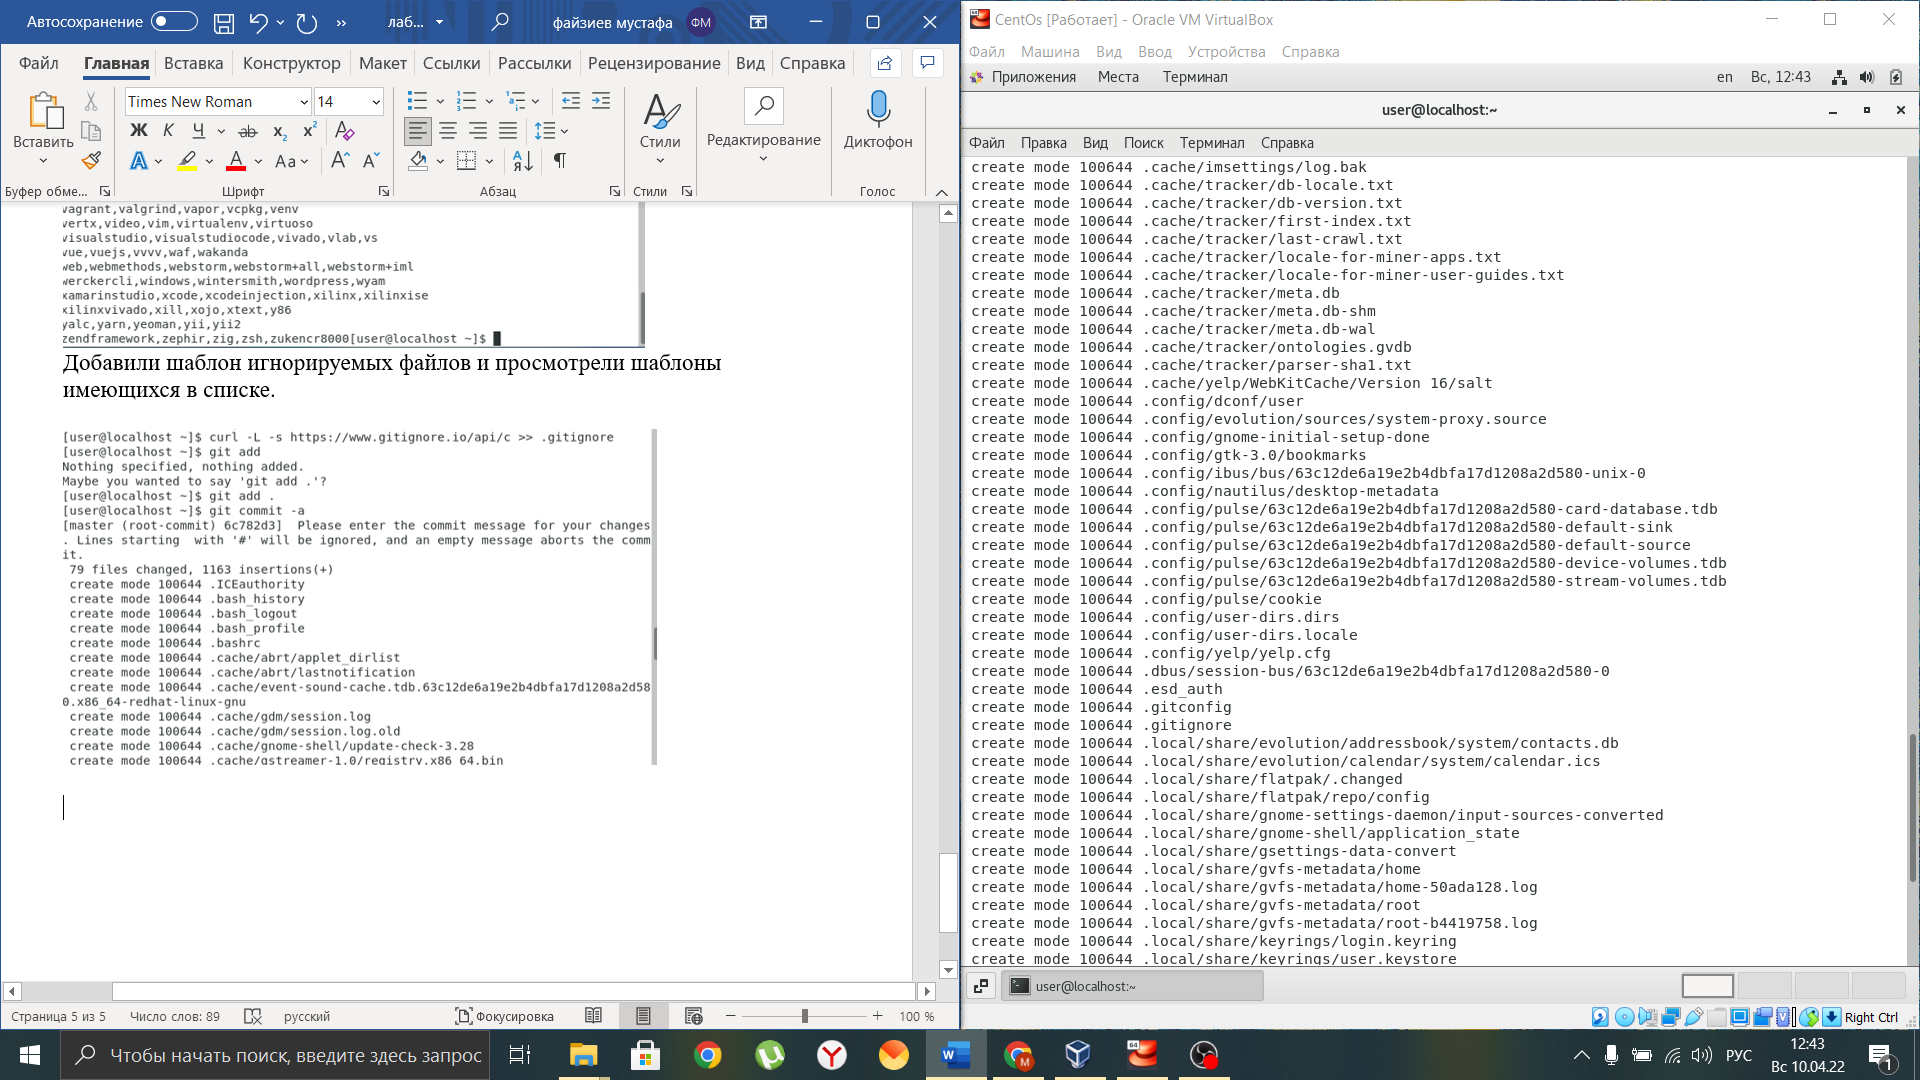 Автосохранение
лаб...
файзиев мустафа
ФМ
Файл Главная Вставка Конструктор Макет Ссылки Рассылки Рецензирование Вид Справка
Вставить
Times New Roman 14
Ж К Ч ab x₂ x²
А А Aa А А
Стили
Редактирование
Диктофон
Буфер обме... Шрифт Абзац Стили Голос
vagrant,valgrind,vapor,vcpkg,venv
vertx,video,vim,virtualenv,virtuoso
visualstudio,visualstudiocode,vivado,vlab,vs
vue,vuejs,vvvv,waf,wakanda
web,webmethods,webstorm,webstorm+all,webstorm+iml
werckercli,windows,wintersmith,wordpress,wyam
xamarinstudio,xcode,xcodeinjection,xilinx,xilinxise
xilinxvivado,xill,xojo,xtext,y86
yalc,yarn,yeoman,yii,yii2
zendframework,zephir,zig,zsh,zukencr8000[user@localhost ~]$
Добавили шаблон игнорируемых файлов и просмотрели шаблоны
имеющихся в списке.
[user@localhost ~]$ curl -L -s https://www.gitignore.io/api/c >> .gitignore
[user@localhost ~]$ git add
Nothing specified, nothing added.
Maybe you wanted to say 'git add .'?
[user@localhost ~]$ git add .
[user@localhost ~]$ git commit -a
[master (root-commit) 6c782d3]  Please enter the commit message for your changes
. Lines starting  with '#' will be ignored, and an empty message aborts the comm
it.
79 files changed, 1163 insertions(+)
create mode 100644 .ICEauthority
create mode 100644 .bash_history
create mode 100644 .bash_logout
create mode 100644 .bash_profile
create mode 100644 .bashrc
create mode 100644 .cache/abrt/applet_dirlist
create mode 100644 .cache/abrt/lastnotification
create mode 100644 .cache/event-sound-cache.tdb.63c12de6a19e2b4dbfa17d1208a2d58
0.x86_64-redhat-linux-gnu
create mode 100644 .cache/gdm/session.log
create mode 100644 .cache/gdm/session.log.old
create mode 100644 .cache/gnome-shell/update-check-3.28
create mode 100644 .cache/gstreamer-1.0/registry.x86_64.bin
Страница 5 из 5 Число слов: 89 русский Фокусировка 100 %
CentOs [Работает] - Oracle VM VirtualBox
Файл Машина Вид Ввод Устройства Справка
Приложения Места Терминал en Вс, 12:43
user@localhost:~
Файл Правка Вид Поиск Терминал Справка
create mode 100644 .cache/imsettings/log.bak
create mode 100644 .cache/tracker/db-locale.txt
create mode 100644 .cache/tracker/db-version.txt
create mode 100644 .cache/tracker/first-index.txt
create mode 100644 .cache/tracker/last-crawl.txt
create mode 100644 .cache/tracker/locale-for-miner-apps.txt
create mode 100644 .cache/tracker/locale-for-miner-user-guides.txt
create mode 100644 .cache/tracker/meta.db
create mode 100644 .cache/tracker/meta.db-shm
create mode 100644 .cache/tracker/meta.db-wal
create mode 100644 .cache/tracker/ontologies.gvdb
create mode 100644 .cache/tracker/parser-sha1.txt
create mode 100644 .cache/yelp/WebKitCache/Version 16/salt
create mode 100644 .config/dconf/user
create mode 100644 .config/evolution/sources/system-proxy.source
create mode 100644 .config/gnome-initial-setup-done
create mode 100644 .config/gtk-3.0/bookmarks
create mode 100644 .config/ibus/bus/63c12de6a19e2b4dbfa17d1208a2d580-unix-0
create mode 100644 .config/nautilus/desktop-metadata
create mode 100644 .config/pulse/63c12de6a19e2b4dbfa17d1208a2d580-card-database.tdb
create mode 100644 .config/pulse/63c12de6a19e2b4dbfa17d1208a2d580-default-sink
create mode 100644 .config/pulse/63c12de6a19e2b4dbfa17d1208a2d580-default-source
create mode 100644 .config/pulse/63c12de6a19e2b4dbfa17d1208a2d580-device-volumes.tdb
create mode 100644 .config/pulse/63c12de6a19e2b4dbfa17d1208a2d580-stream-volumes.tdb
create mode 100644 .config/pulse/cookie
create mode 100644 .config/user-dirs.dirs
create mode 100644 .config/user-dirs.locale
create mode 100644 .config/yelp/yelp.cfg
create mode 100644 .dbus/session-bus/63c12de6a19e2b4dbfa17d1208a2d580-0
create mode 100644 .esd_auth
create mode 100644 .gitconfig
create mode 100644 .gitignore
create mode 100644 .local/share/evolution/addressbook/system/contacts.db
create mode 100644 .local/share/evolution/calendar/system/calendar.ics
create mode 100644 .local/share/flatpak/.changed
create mode 100644 .local/share/flatpak/repo/config
create mode 100644 .local/share/gnome-settings-daemon/input-sources-converted
create mode 100644 .local/share/gnome-shell/application_state
create mode 100644 .local/share/gsettings-data-convert
create mode 100644 .local/share/gvfs-metadata/home
create mode 100644 .local/share/gvfs-metadata/home-50ada128.log
create mode 100644 .local/share/gvfs-metadata/root
create mode 100644 .local/share/gvfs-metadata/root-b4419758.log
create mode 100644 .local/share/keyrings/login.keyring
create mode 100644 .local/share/keyrings/user.keystore
user@localhost:~
Right Ctrl
Чтобы начать поиск, введите здесь запрос
РУС
12:43
Вс 10.04.22
1